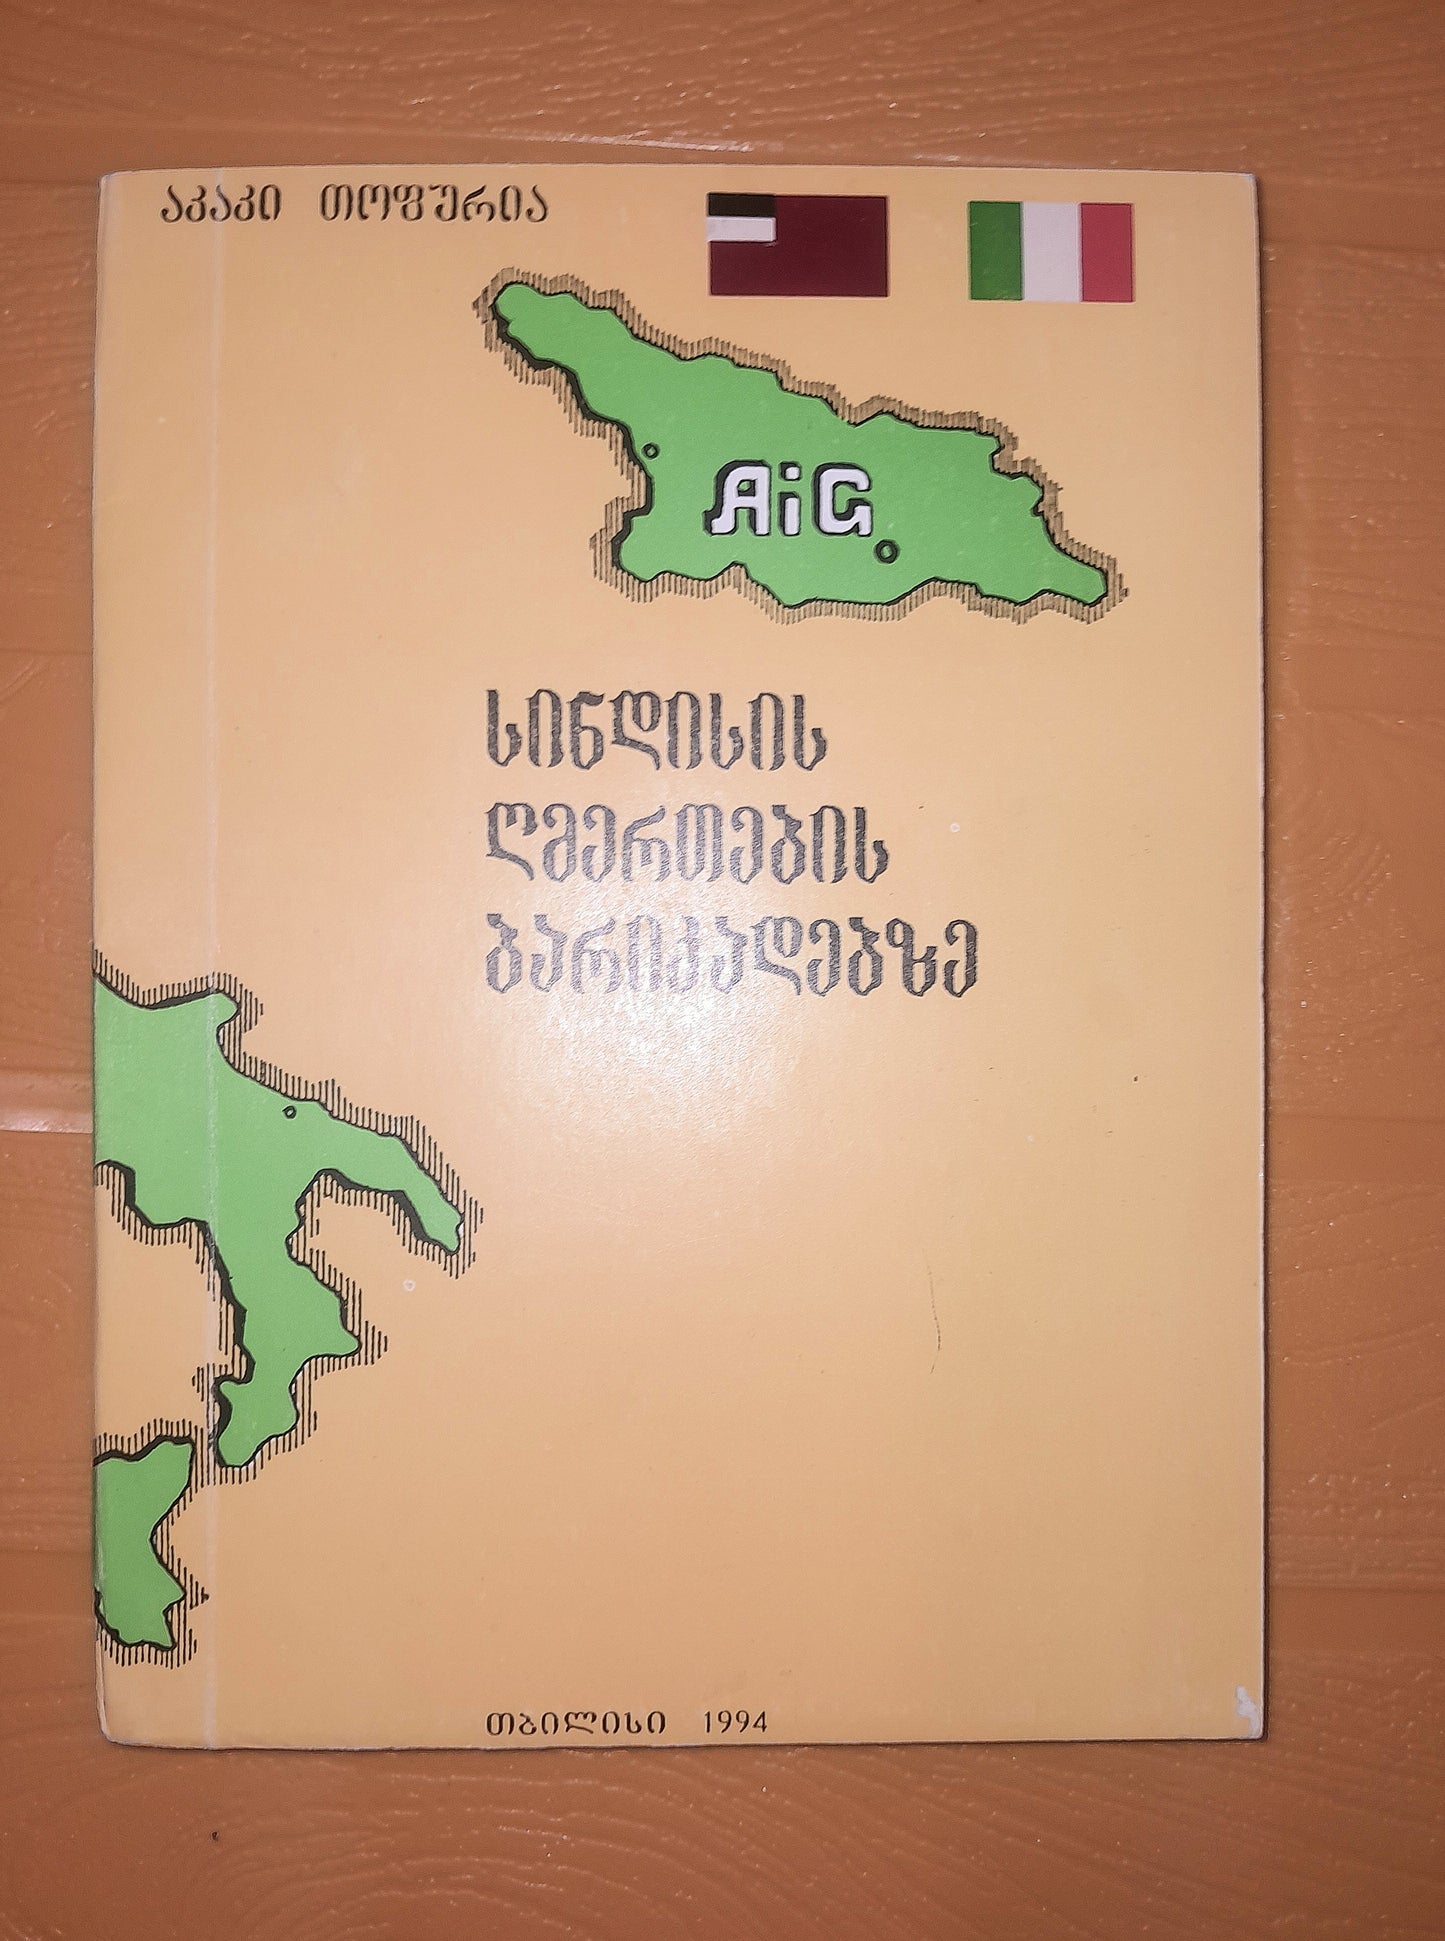 აკაკი თოფურია
AiG
სინდისის
ღმერთების
ბარიკადებზე
თბილისი 1994